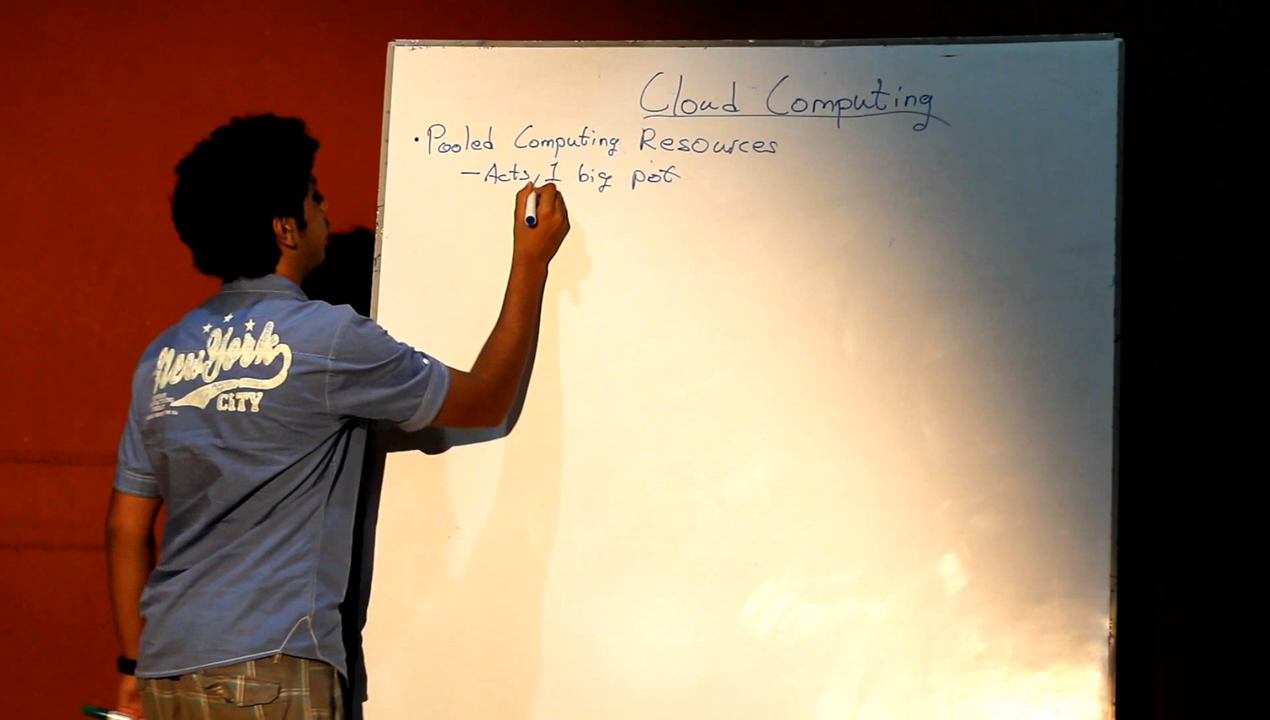 Cloud Computing
• Pooled Computing Resources
– Acts, 1 big pot
New York
CITY